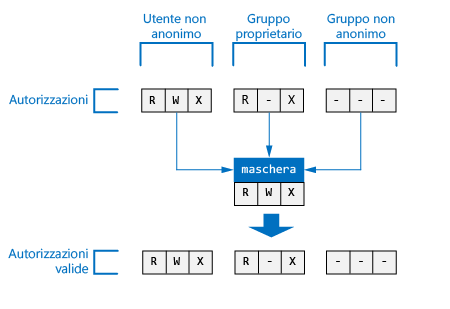 Utente non
anonimo
Gruppo
proprietario
Gruppo non
anonimo
Autorizzazioni
R W X
R - X
- - -
maschera
R W X
Autorizzazioni
valide
R W X
R - X
- - -